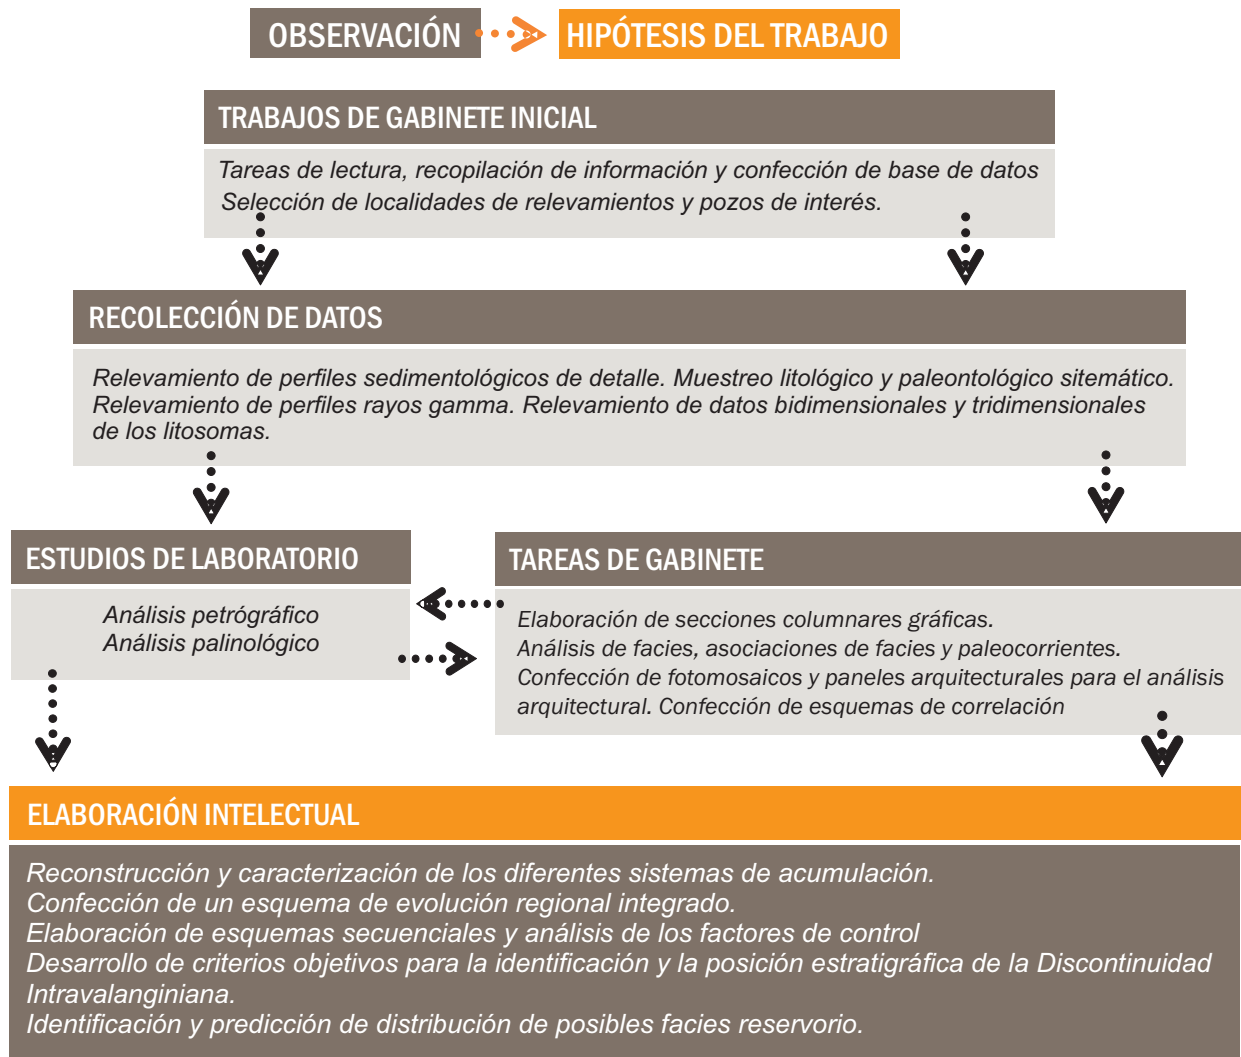 OBSERVACIÓN
HIPÓTESIS DEL TRABAJO
TRABAJOS DE GABINETE INICIAL
Tareas de lectura, recopilación de información y confección de base de datos
Selección de localidades de relevamientos y pozos de interés.
RECOLECCIÓN DE DATOS
Relevamiento de perfiles sedimentológicos de detalle. Muestreo litológico y paleontológico sitemático.
Relevamiento de perfiles rayos gamma. Relevamiento de datos bidimensionales y tridimensionales
de los litosomas.
ESTUDIOS DE LABORATORIO
Análisis petrógráfico
Análisis palinológico
TAREAS DE GABINETE
Elaboración de secciones columnares gráficas.
Análisis de facies, asociaciones de facies y paleocorrientes.
Confección de fotomosaicos y paneles arquitecturales para el análisis
arquitectural. Confección de esquemas de correlación
ELABORACIÓN INTELECTUAL
Reconstrucción y caracterización de los diferentes sistemas de acumulación.
Confección de un esquema de evolución regional integrado.
Elaboración de esquemas secuenciales y análisis de los factores de control
Desarrollo de criterios objetivos para la identificación y la posición estratigráfica de la Discontinuidad
Intravalanginiana.
Identificación y predicción de distribución de posibles facies reservorio.